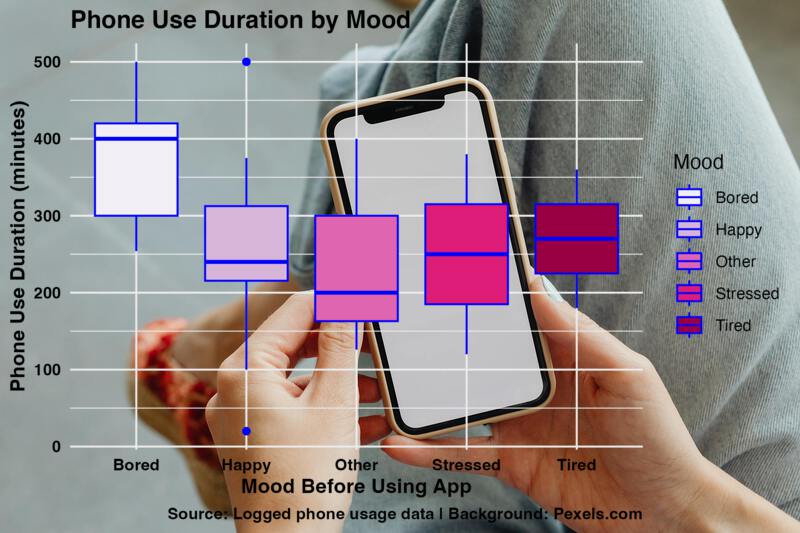 Phone Use Duration by Mood
Phone Use Duration (minutes)
500
400
300
200
100
0
Bored Happy Other Stressed Tired
Mood Before Using App
Source: Logged phone usage data | Background: Pexels.com
Mood
Bored
Happy
Other
Stressed
Tired